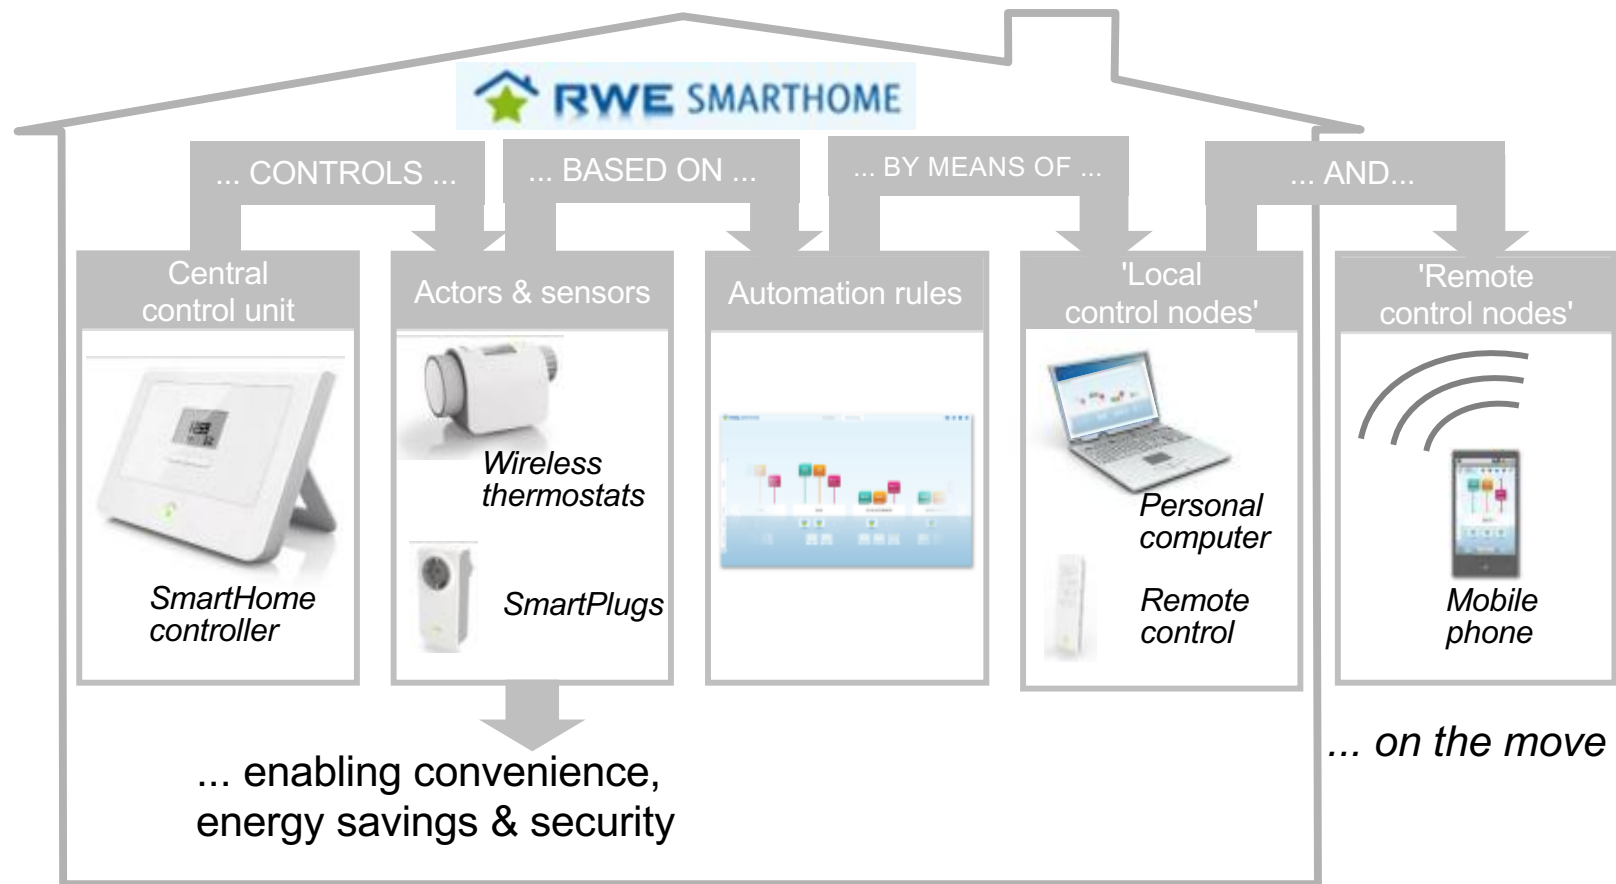 RWE SMARTHOME
... CONTROLS ...
... BASED ON ...
... BY MEANS OF ...
... AND...
Central
control unit
Actors & sensors
Automation rules
'Local
control nodes'
'Remote
control nodes'
SmartHome
controller
Wireless
thermostats
SmartPlugs
Personal
computer
Remote
control
Mobile
phone
... on the move
... enabling convenience,
energy savings & security